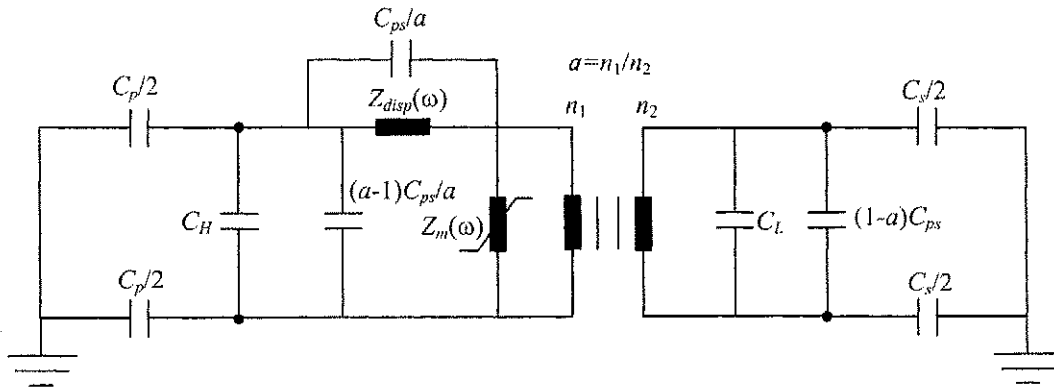 C_ps/a
a=n_1/n_2
C_p/2
Z_disp(ω)
n_1
n_2
C_s/2
C_H
(a-1)C_ps/a
Z_m(ω)
C_L
(1-a)C_ps
C_p/2
C_s/2